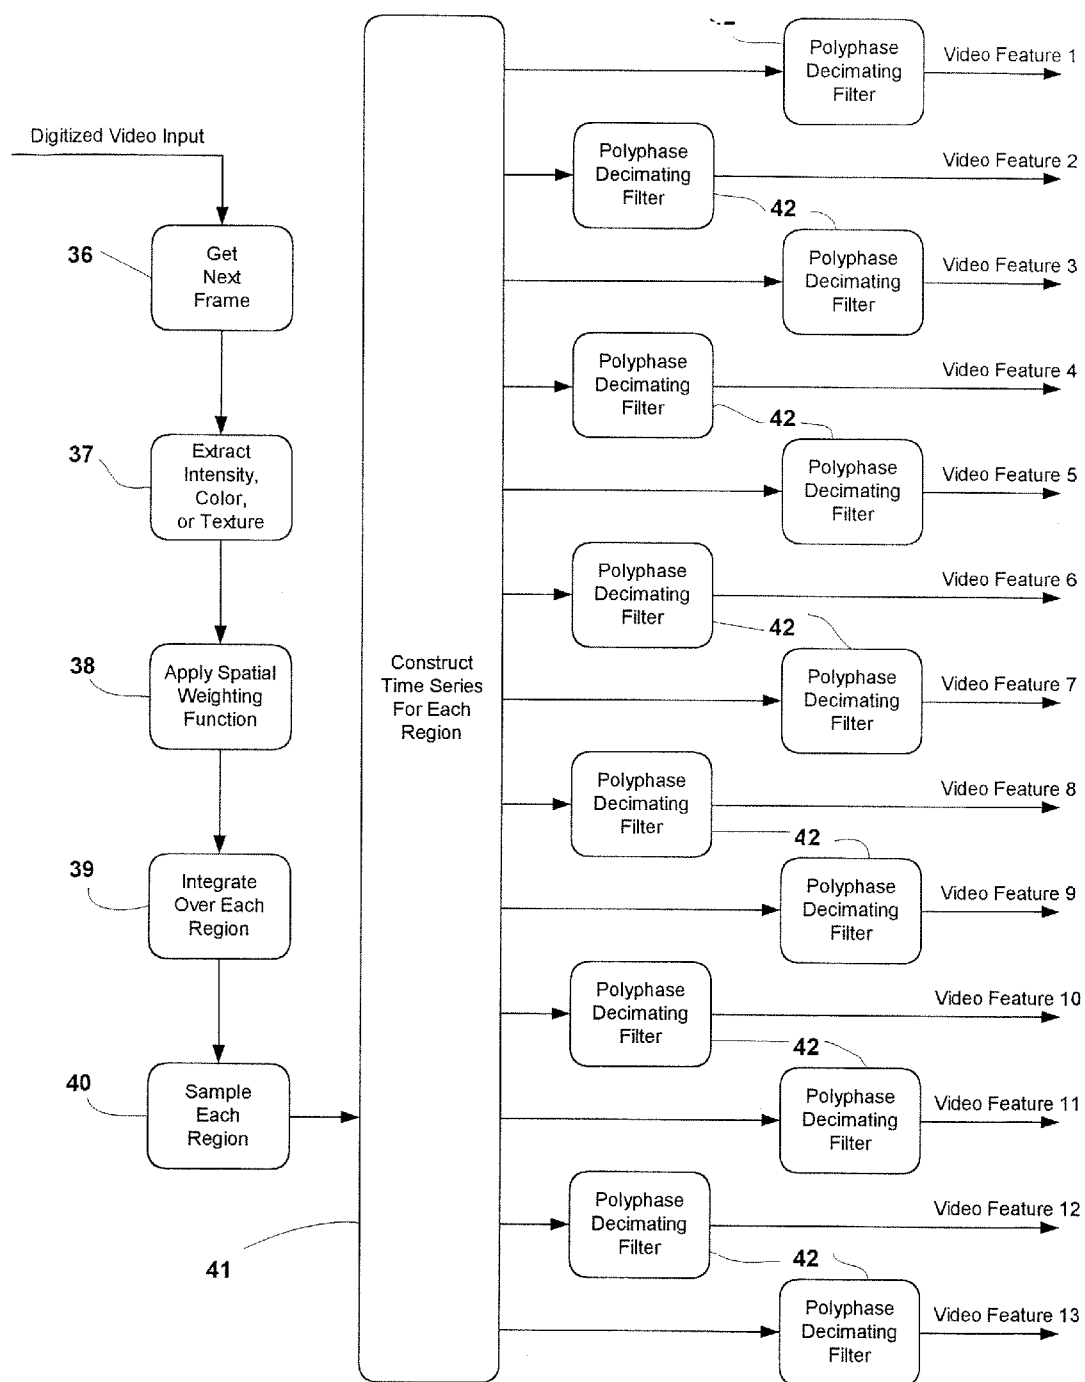 Digitized Video Input
36
Get
Next
Frame
37
Extract
Intensity,
Color,
or Texture
38
Apply Spatial
Weighting
Function
39
Integrate
Over Each
Region
40
Sample
Each
Region
41
Construct
Time Series
For Each
Region
Polyphase
Decimating
Filter
Video Feature 1
Polyphase
Decimating
Filter
Video Feature 2
42
Polyphase
Decimating
Filter
Video Feature 3
Polyphase
Decimating
Filter
Video Feature 4
42
Polyphase
Decimating
Filter
Video Feature 5
Polyphase
Decimating
Filter
Video Feature 6
42
Polyphase
Decimating
Filter
Video Feature 7
Polyphase
Decimating
Filter
Video Feature 8
42
Polyphase
Decimating
Filter
Video Feature 9
Polyphase
Decimating
Filter
Video Feature 10
42
Polyphase
Decimating
Filter
Video Feature 11
Polyphase
Decimating
Filter
Video Feature 12
42
Polyphase
Decimating
Filter
Video Feature 13